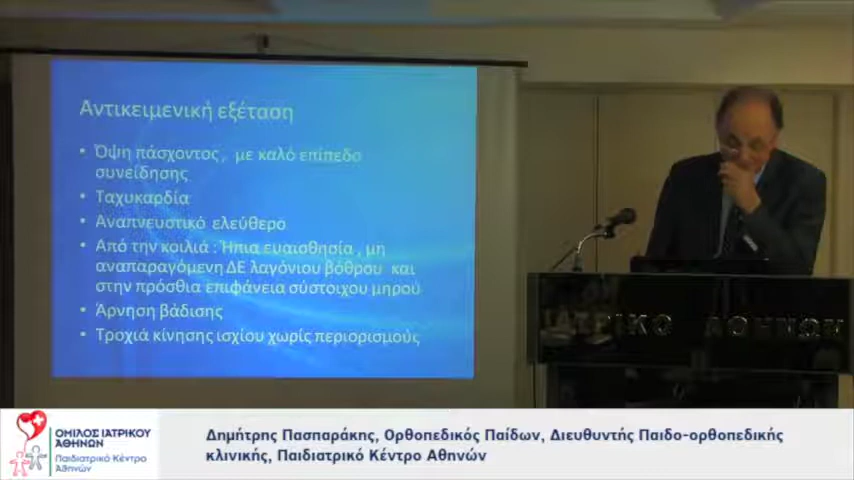 Αντικειμενική εξέταση
• Όψη πάσχοντος , με καλό επίπεδο
συνείδησης
• Ταχυκαρδία
• Αναπνευστικό ελεύθερο
• Από την κοιλιά : Ήπια ευαισθησία , μη
αναπαραγόμενη ΔΕ λαγόνιου βόθρου και
στην πρόσθια επιφάνεια σύστοιχου μηρού
• Άρνηση βάδισης
• Τροχιά κίνησης ισχίου χωρίς περιορισμούς
ΑΘΗΝΩΝ
ΟΜΙΛΟΣ ΙΑΤΡΙΚΟΥ
ΑΘΗΝΩΝ
Παιδιατρικό Κέντρο
Αθηνών
Δημήτρης Πασπαράκης, Ορθοπεδικός Παίδων, Διευθυντής Παιδο-ορθοπεδικής
κλινικής, Παιδιατρικό Κέντρο Αθηνών